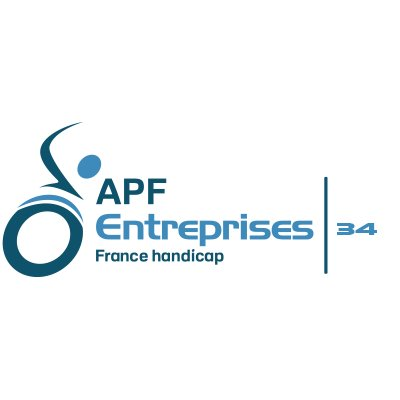 APF
Entreprises
34
France handicap